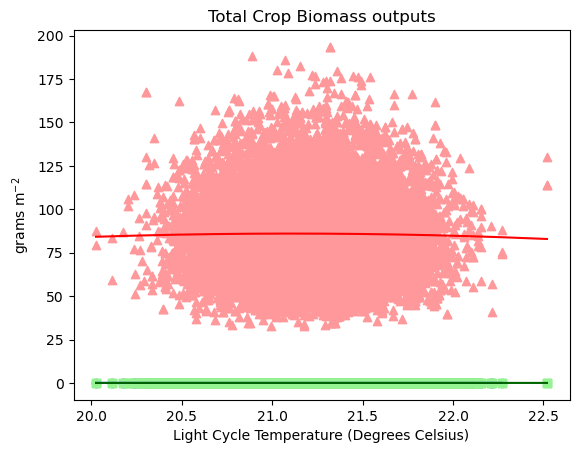 Total Crop Biomass outputs
grams m⁻²
200
175
150
125
100
75
50
25
0
20.0 20.5 21.0 21.5 22.0 22.5
Light Cycle Temperature (Degrees Celsius)